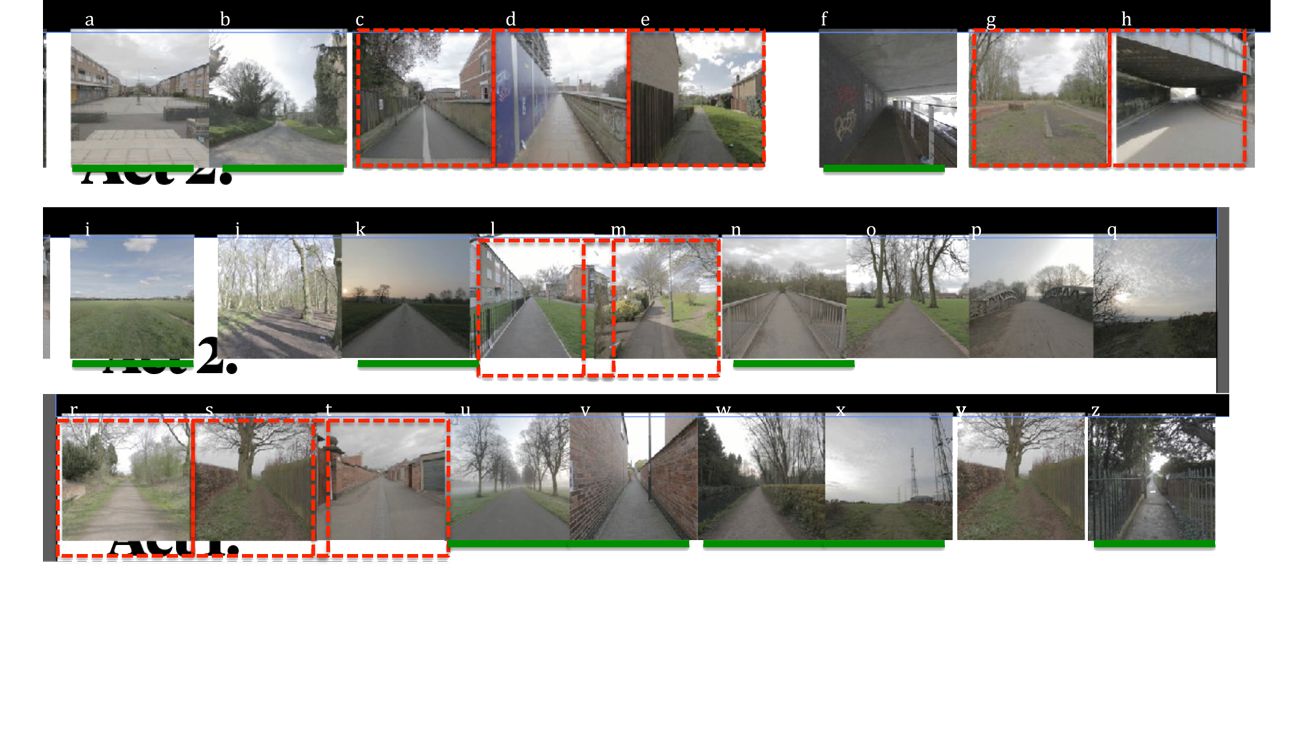 a b c d e f g h
Act 2.
i j k l m n o p q
Act 2.
r s t u v w x y z
Act 1.